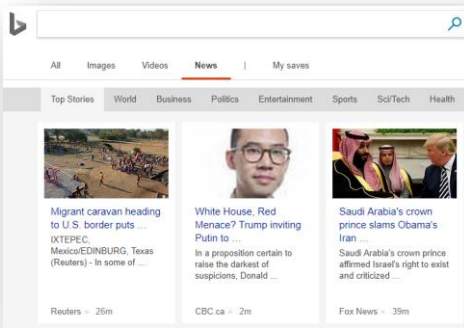 All Images Videos News | My saves
Top Stories World Business Politics Entertainment Sports Sci/Tech Health
Migrant caravan heading
to U.S. border puts ...
IXTEPEC,
Mexico/EDINBURG, Texas
(Reuters) - In some of ...
Reuters » 26m
White House, Red
Menace? Trump inviting
Putin to ...
In a proposition certain to
raise the darkest of
suspicions, Donald ...
CBC.ca » 2m
Saudi Arabia's crown
prince slams Obama's
Iran ...
Saudi Arabia's crown prince
affirmed Israel's right to exist
and criticized ...
Fox News » 39m